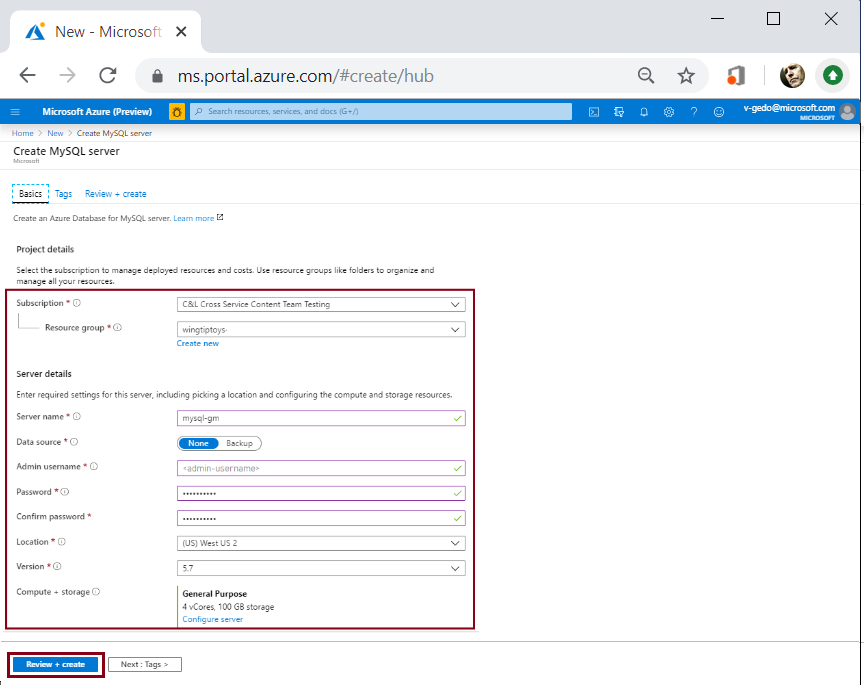 New - Microsoft
ms.portal.azure.com/#create/hub
Microsoft Azure (Preview)
Search resources, services, and docs (G+/)
v-gedo@microsoft.com
MICROSOFT
Home > New > Create MySQL server
Create MySQL server
Microsoft
Basics Tags Review + create
Create an Azure Database for MySQL server. Learn more
Project details
Select the subscription to manage deployed resources and costs. Use resource groups like folders to organize and
manage all your resources.
Subscription * C&L Cross Service Content Team Testing
Resource group * wingtiptoys-
Create new
Server details
Enter required settings for this server, including picking a location and configuring the compute and storage resources.
Server name * mysql-gm
Data source * None Backup
Admin username * <admin-username>
Password * ••••••••••
Confirm password * ••••••••••
Location * (US) West US 2
Version * 5.7
Compute + storage General Purpose
4 vCores, 100 GB storage
Configure server
Review + create Next : Tags >